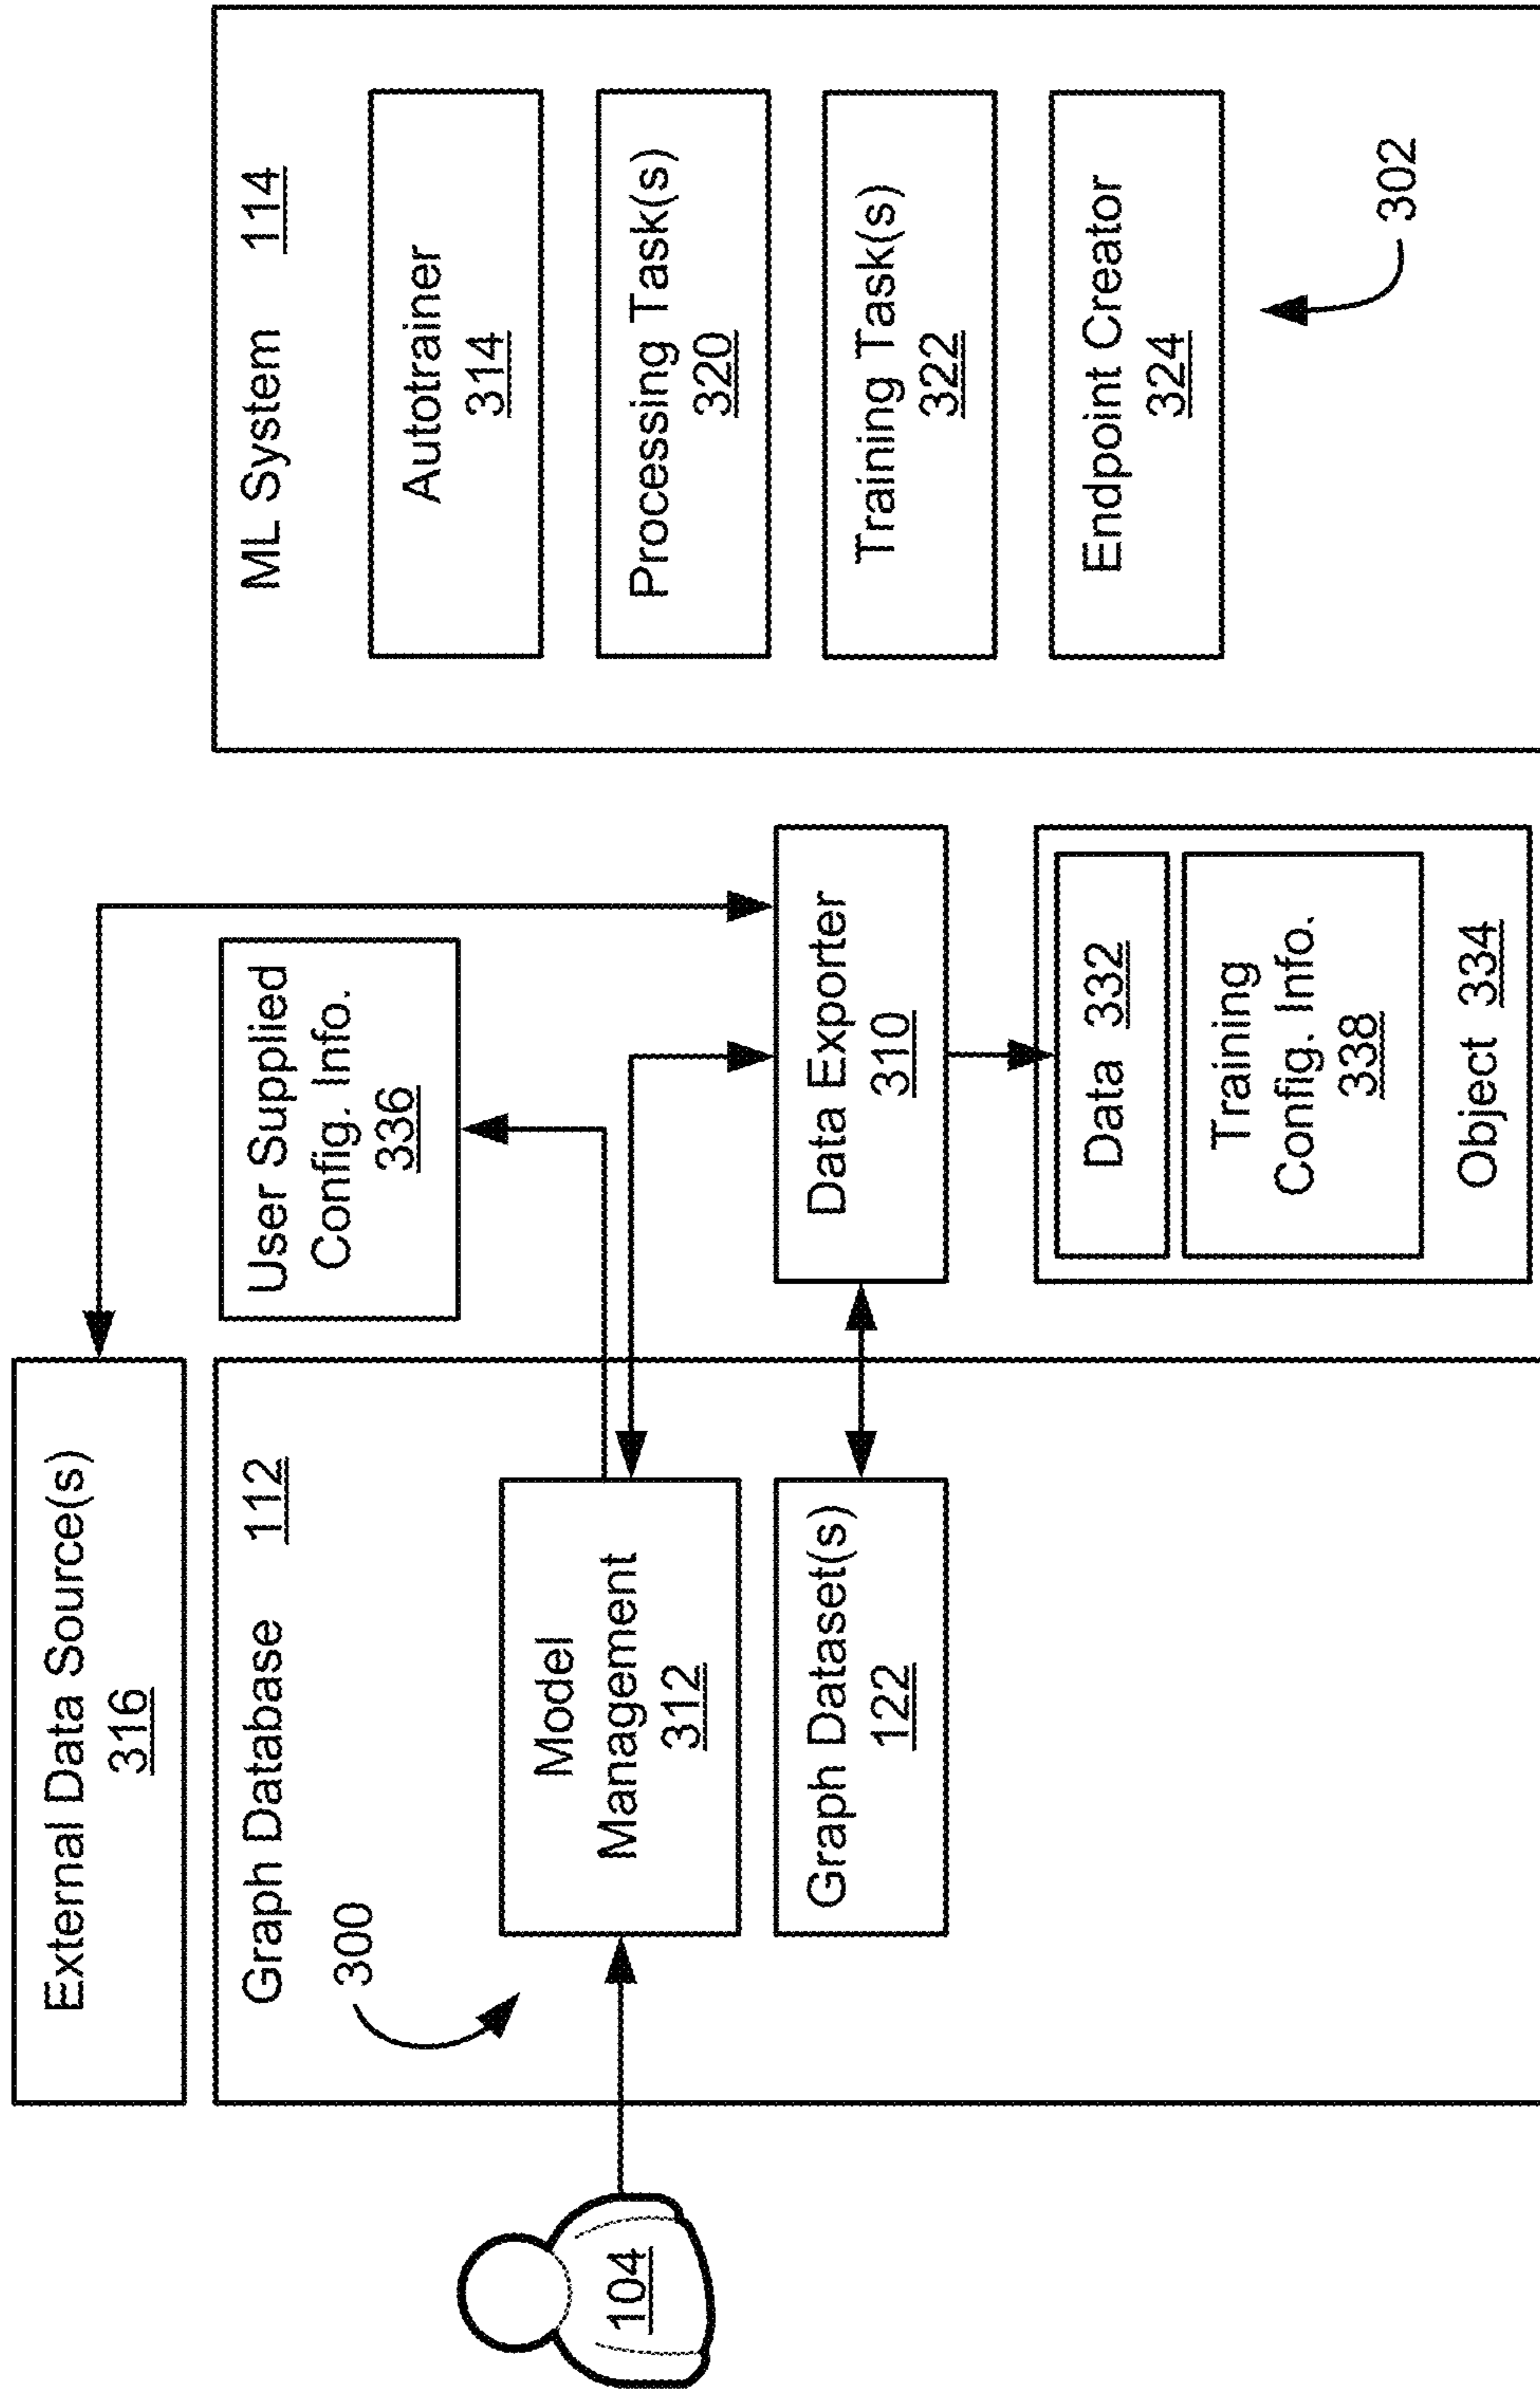 External Data Source(s)
316
Graph Database 112
300
Model
Management
312
Graph Dataset(s)
122
104
User Supplied
Config. Info.
336
Data Exporter
310
Data 332
Training
Config. Info.
338
Object 334
ML System 114
Autotrainer
314
Processing Task(s)
320
Training Task(s)
322
Endpoint Creator
324
302